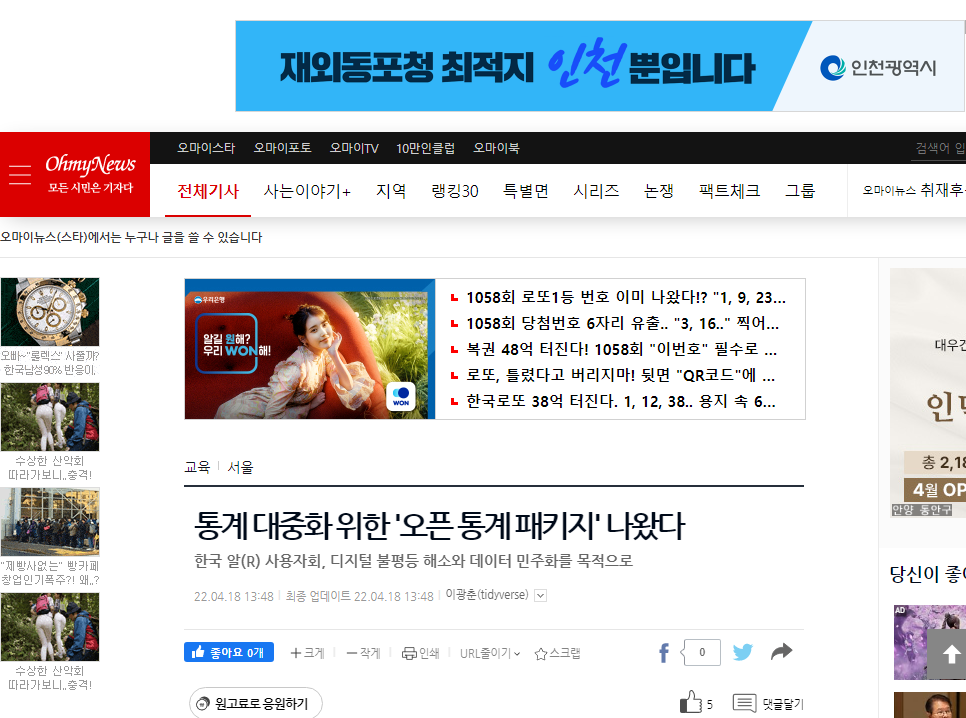 재외동포청 최적지 인천 뿐입니다
인천광역시
OhmyNews
모든 시민은 기자다
오마이스타 오마이포토 오마이TV 10만인클럽 오마이북
검색어 입
전체기사 사는이야기+ 지역 랭킹30 특별면 시리즈 논쟁 팩트체크 그룹
오마이뉴스 취재후
오마이뉴스(스타)에서는 누구나 글을 쓸 수 있습니다
오빠~"롤렉스" 사줄까?
한국남성90% 반응이,
수상한 산악회
따라가보니,,충격!
"제빵사없는" 빵카페
창업인기폭주?! 왜,,?
수상한 산악회
따라가보니,,충격!
우리은행
알길 원해?
우리 WON해!
WON
1058회 로또1등 번호 이미 나왔다!? "1, 9, 23...
1058회 당첨번호 6자리 유출.. "3, 16.." 찍어...
복권 48억 터진다! 1058회 "이번호" 필수로 ...
로또, 틀렸다고 버리지마! 뒷면 "QR코드"에 ...
한국로또 38억 터진다. 1, 12, 38.. 용지 속 6...
교육 서울
통계 대중화 위한 '오픈 통계 패키지' 나왔다
한국 알(R) 사용자회, 디지털 불평등 해소와 데이터 민주화를 목적으로
22.04.18 13:48 최종 업데이트 22.04.18 13:48 이광춘(tidyverse)
좋아요 0개 +크게 −작게 인쇄 URL줄이기 스크랩
f 0
원고료로 응원하기
5 댓글달기
대우건
총 2,18
4월 OP
안양 동안구
당신이 좋아
AD